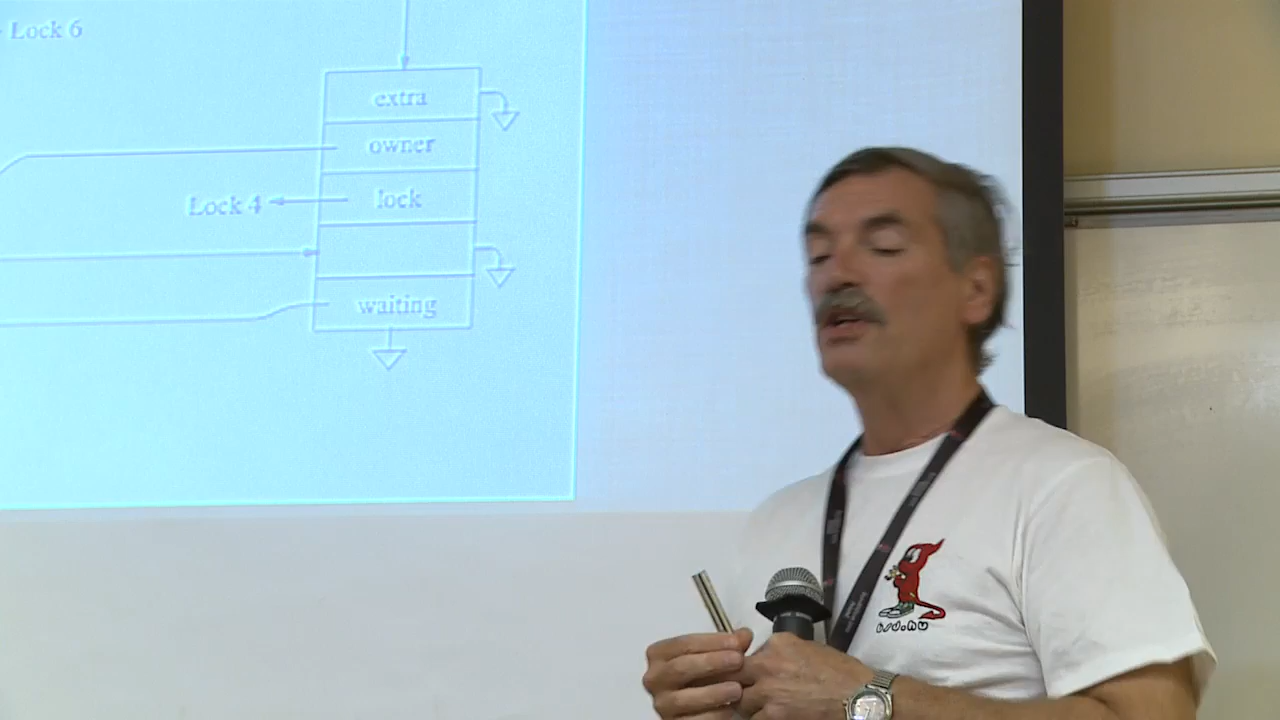 Lock 6
extra
owner
Lock 4
lock
waiting
bsd.hu